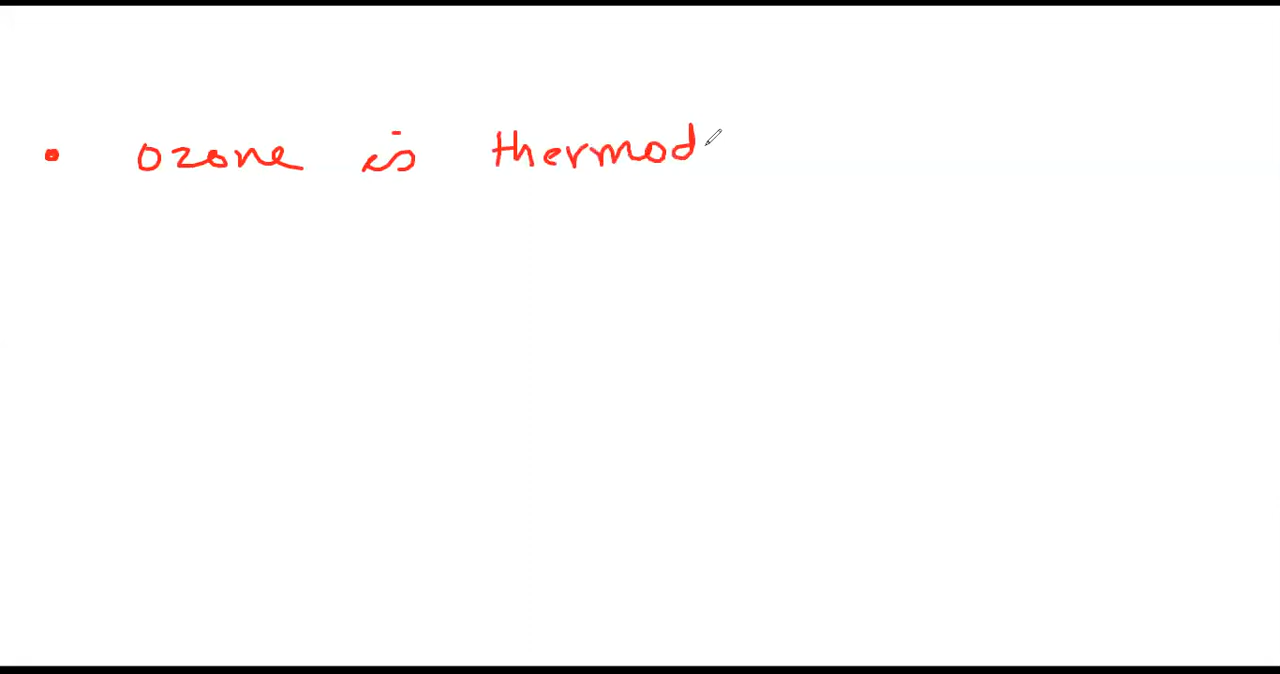 • ozone is thermod